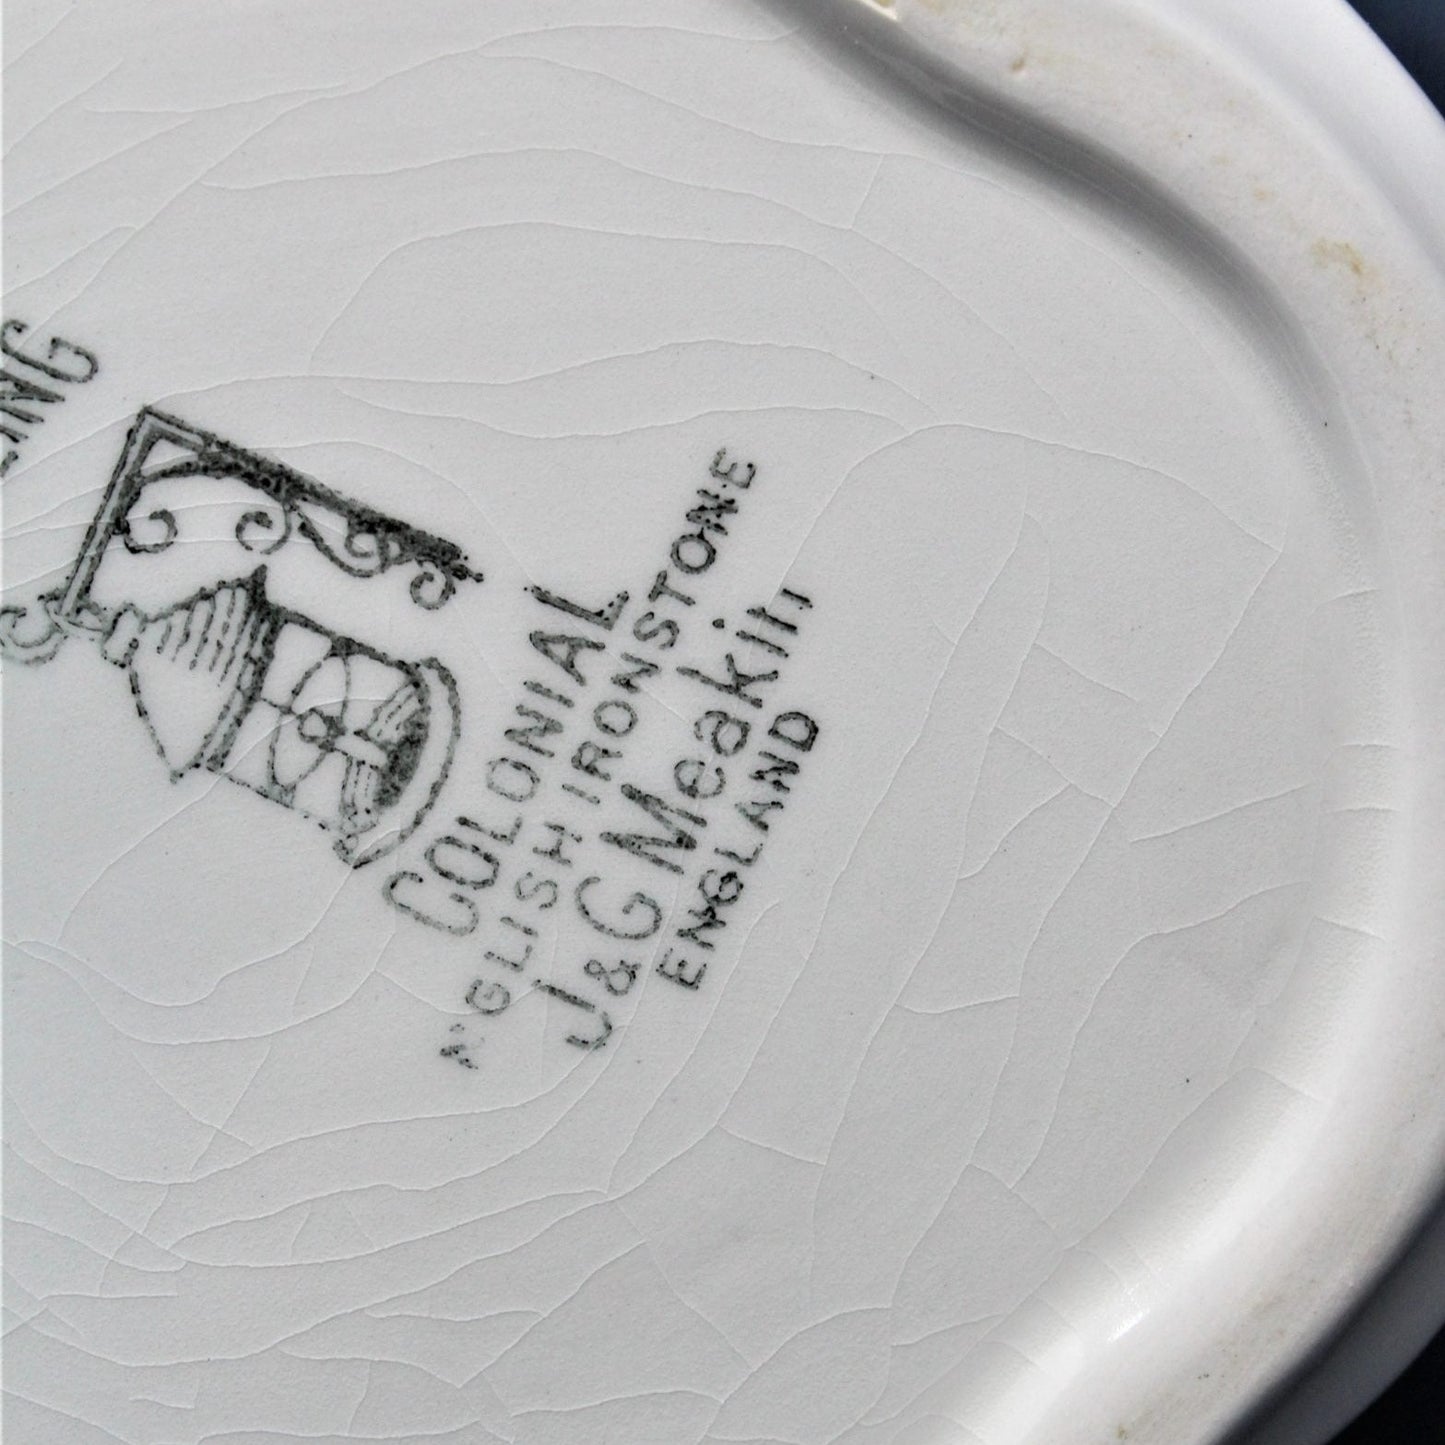 COLONIAL
ENGLISH IRONSTONE
J & G Meakin
ENGLAND